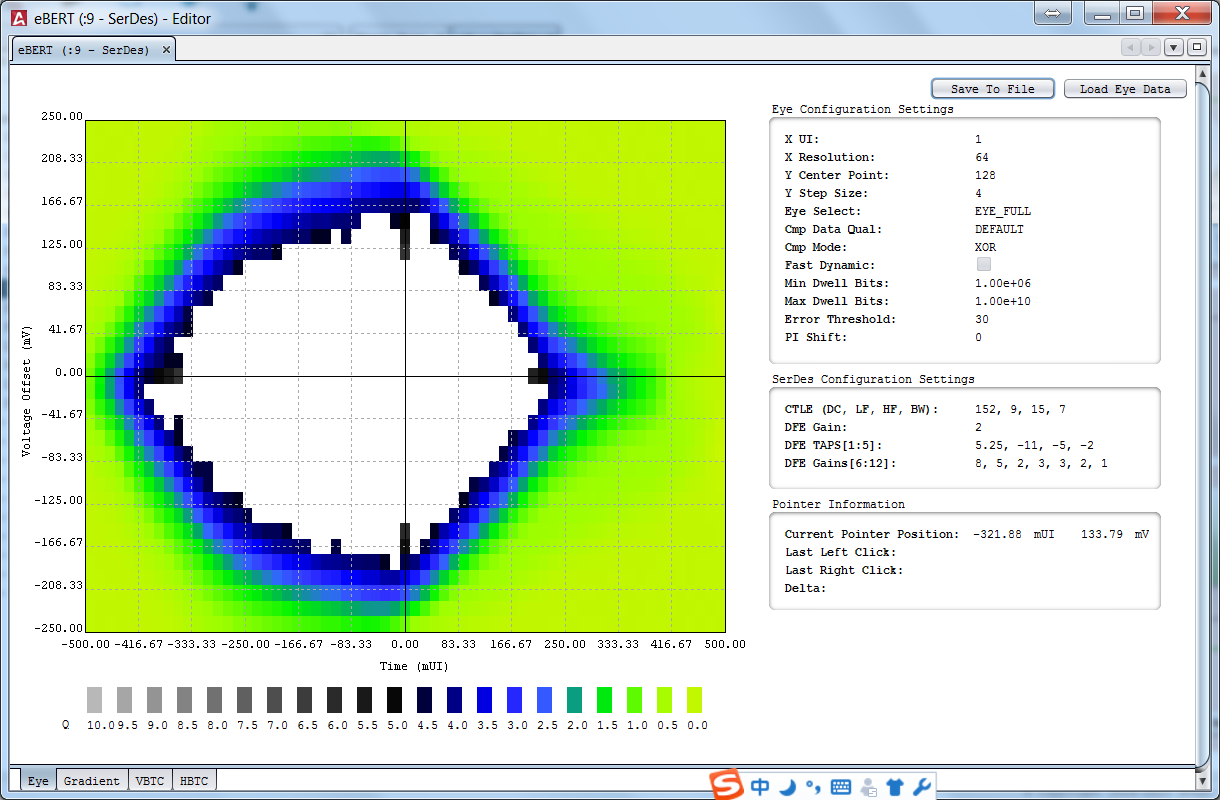 eBERT (:9 - SerDes) - Editor
eBERT (:9 - SerDes)
Save To File Load Eye Data
Eye Configuration Settings
X UI: 1
X Resolution: 64
Y Center Point: 128
Y Step Size: 4
Eye Select: EYE_FULL
Cmp Data Qual: DEFAULT
Cmp Mode: XOR
Fast Dynamic:
Min Dwell Bits: 1.00e+06
Max Dwell Bits: 1.00e+10
Error Threshold: 30
PI Shift: 0
SerDes Configuration Settings
CTLE (DC, LF, HF, BW): 152, 9, 15, 7
DFE Gain: 2
DFE TAPS[1:5]: 5.25, -11, -5, -2
DFE Gains[6:12]: 8, 5, 2, 3, 3, 2, 1
Pointer Information
Current Pointer Position: -321.88 mUI 133.79 mV
Last Left Click:
Last Right Click:
Delta:
Voltage Offset (mV)
250.00
208.33
166.67
125.00
83.33
41.67
0.00
-41.67
-83.33
-125.00
-166.67
-208.33
-250.00
-500.00 -416.67 -333.33 -250.00 -166.67 -83.33 0.00 83.33 166.67 250.00 333.33 416.67 500.00
Time (mUI)
Q 10.0 9.5 9.0 8.5 8.0 7.5 7.0 6.5 6.0 5.5 5.0 4.5 4.0 3.5 3.0 2.5 2.0 1.5 1.0 0.5 0.0
Eye Gradient VBTC HBTC
中